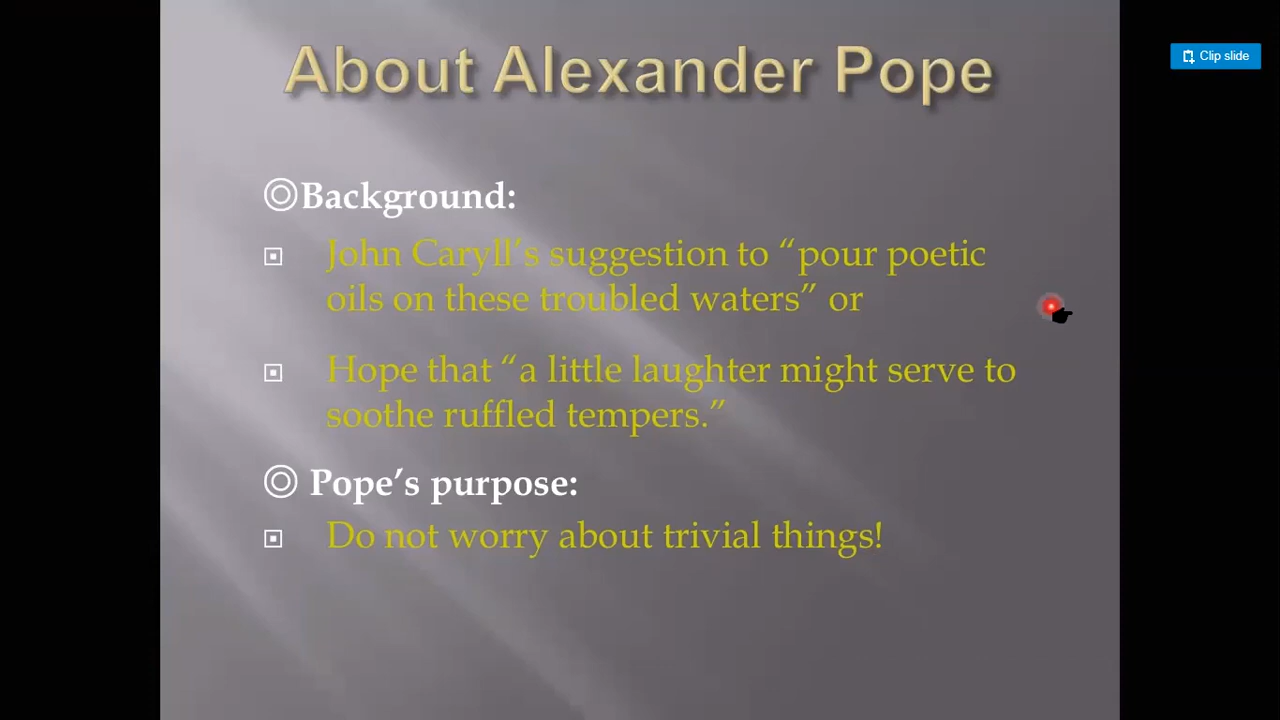 About Alexander Pope
Clip slide
◎Background:
John Caryll’s suggestion to “pour poetic
oils on these troubled waters” or
Hope that “a little laughter might serve to
soothe ruffled tempers.”
◎ Pope’s purpose:
Do not worry about trivial things!